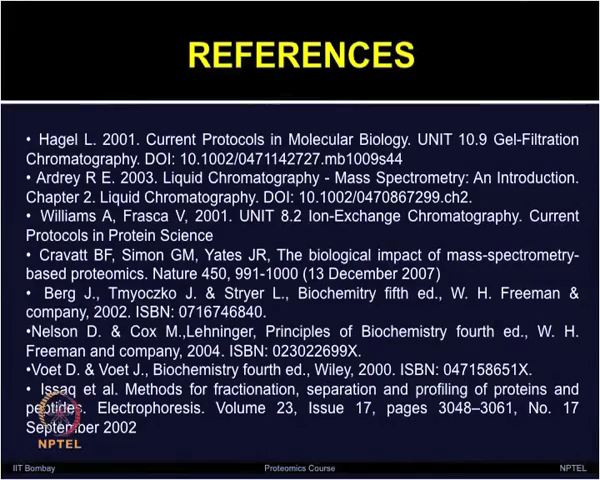 REFERENCES
• Hagel L. 2001. Current Protocols in Molecular Biology. UNIT 10.9 Gel-Filtration
Chromatography. DOI: 10.1002/0471142727.mb1009s44
• Ardrey R E. 2003. Liquid Chromatography - Mass Spectrometry: An Introduction.
Chapter 2. Liquid Chromatography. DOI: 10.1002/0470867299.ch2.
• Williams A, Frasca V, 2001. UNIT 8.2 Ion-Exchange Chromatography. Current
Protocols in Protein Science
• Cravatt BF, Simon GM, Yates JR, The biological impact of mass-spectrometry-
based proteomics. Nature 450, 991-1000 (13 December 2007)
• Berg J., Tmyoczko J. & Stryer L., Biochemitry fifth ed., W. H. Freeman &
company, 2002. ISBN: 0716746840.
•Nelson D. & Cox M.,Lehninger, Principles of Biochemistry fourth ed., W. H.
Freeman and company, 2004. ISBN: 023022699X.
•Voet D. & Voet J., Biochemistry fourth ed., Wiley, 2000. ISBN: 047158651X.
• Issaq et al. Methods for fractionation, separation and profiling of proteins and
peptides. Electrophoresis. Volume 23, Issue 17, pages 3048–3061, No. 17
September 2002
NPTEL
IIT Bombay Proteomics Course NPTEL